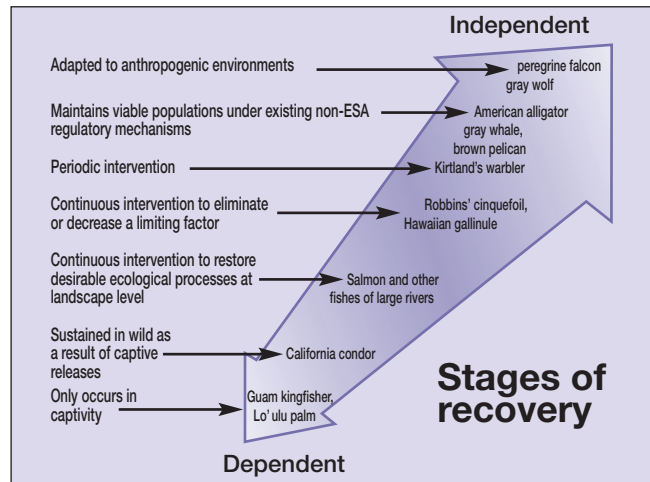 Independent
Adapted to anthropogenic environments
peregrine falcon
gray wolf
Maintains viable populations under existing non-ESA
regulatory mechanisms
American alligator
gray whale,
brown pelican
Periodic intervention
Kirtland's warbler
Continuous intervention to eliminate
or decrease a limiting factor
Robbins' cinquefoil,
Hawaiian gallinule
Continuous intervention to restore
desirable ecological processes at
landscape level
Salmon and other
fishes of large rivers
Sustained in wild as
a result of captive
releases
California condor
Only occurs in
captivity
Guam kingfisher,
Lo' ulu palm
Stages of
recovery
Dependent